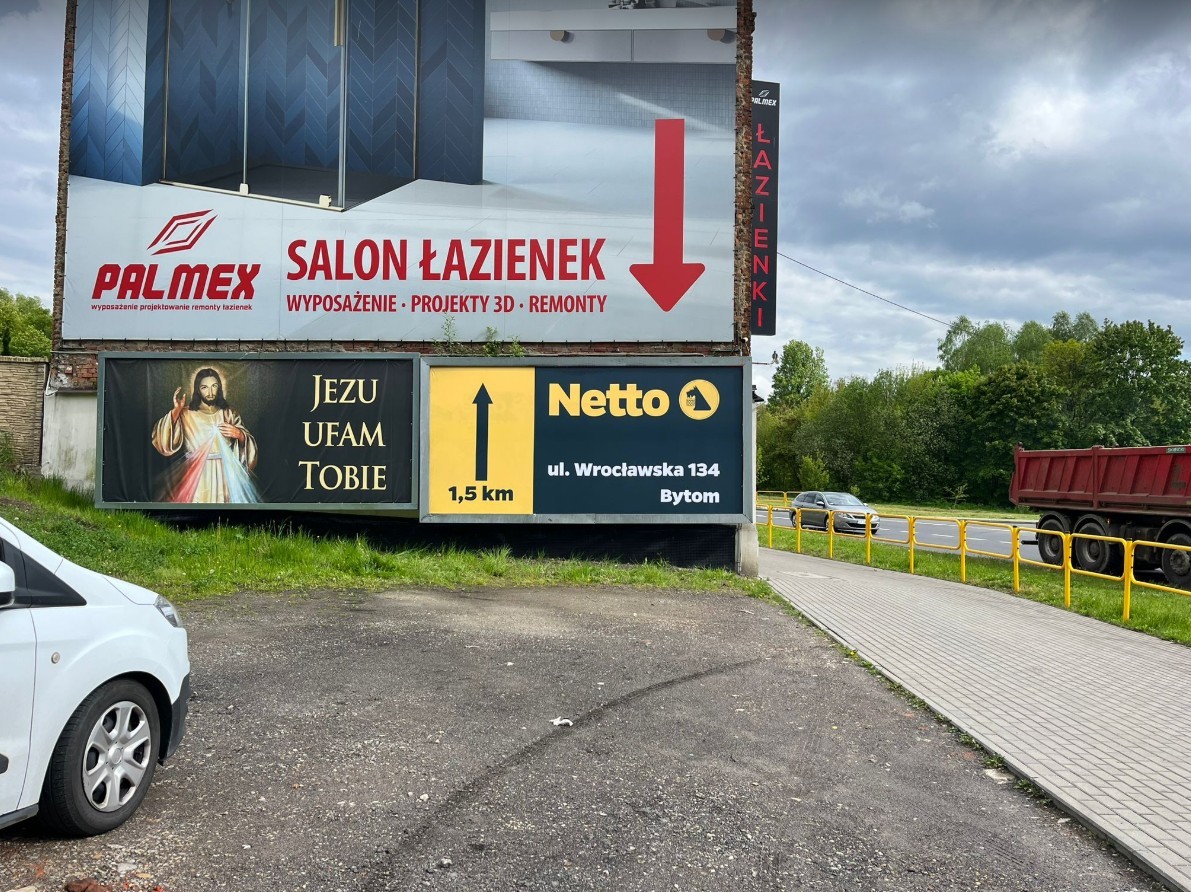 PALMEX
wyposażenie projektowanie remonty łazienek
SALON ŁAZIENEK
WYPOSAŻENIE · PROJEKTY 3D · REMONTY
PALMEX
ŁAZIENKI
JEZU
UFAM
TOBIE
1,5 km
Netto
ul. Wrocławska 134
Bytom